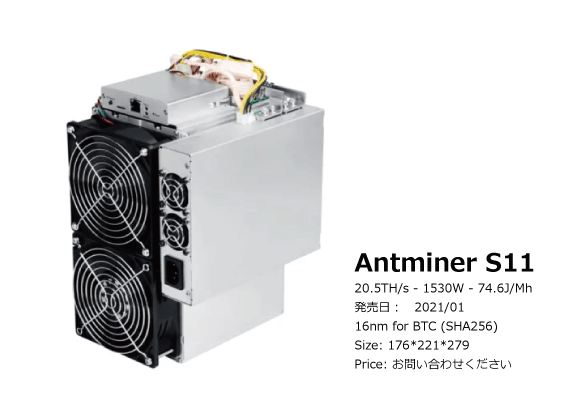 Antminer S11
20.5TH/s - 1530W - 74.6J/Mh
発売日： 2021/01
16nm for BTC (SHA256)
Size: 176*221*279
Price: お問い合わせください